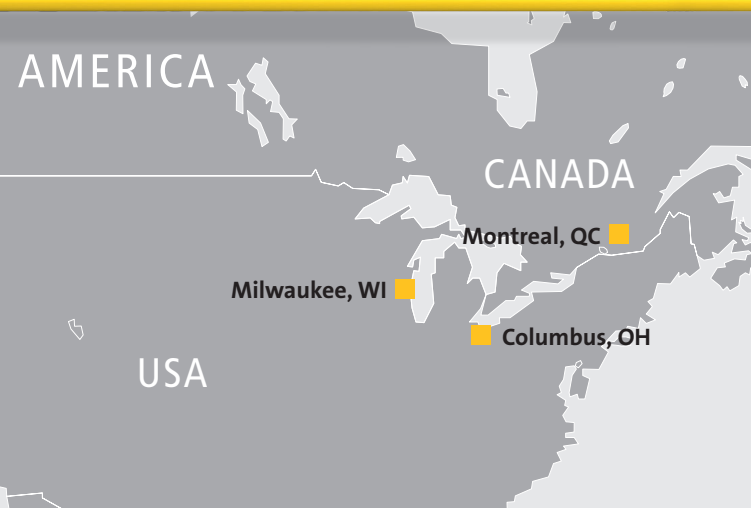 AMERICA
CANADA
Montreal, QC
Milwaukee, WI
Columbus, OH
USA